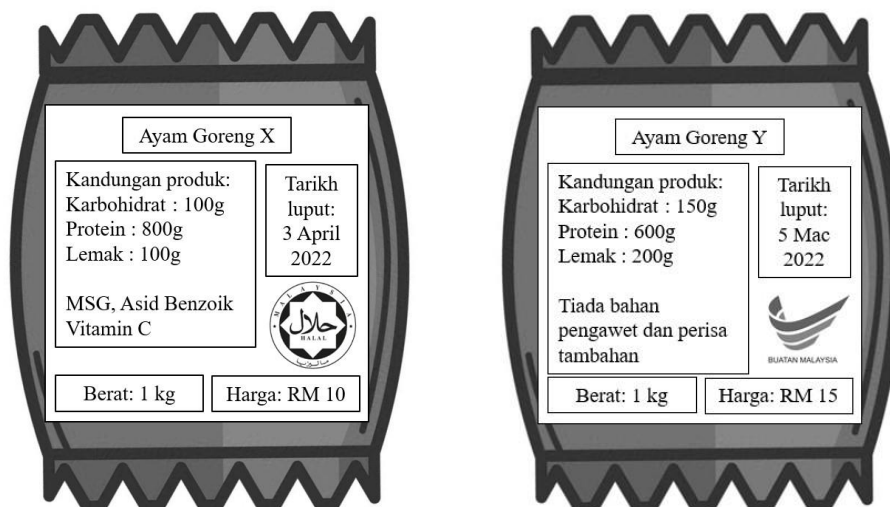 Ayam Goreng X
Kandungan produk:
Karbohidrat : 100g
Protein : 800g
Lemak : 100g
MSG, Asid Benzoik
Vitamin C
Tarikh
luput:
3 April
2022
MALAYSIA
حلال
HALAL
ماليزيا
Berat: 1 kg
Harga: RM 10
Ayam Goreng Y
Kandungan produk:
Karbohidrat : 150g
Protein : 600g
Lemak : 200g
Tiada bahan
pengawet dan perisa
tambahan
Tarikh
luput:
5 Mac
2022
BUATAN MALAYSIA
Berat: 1 kg
Harga: RM 15